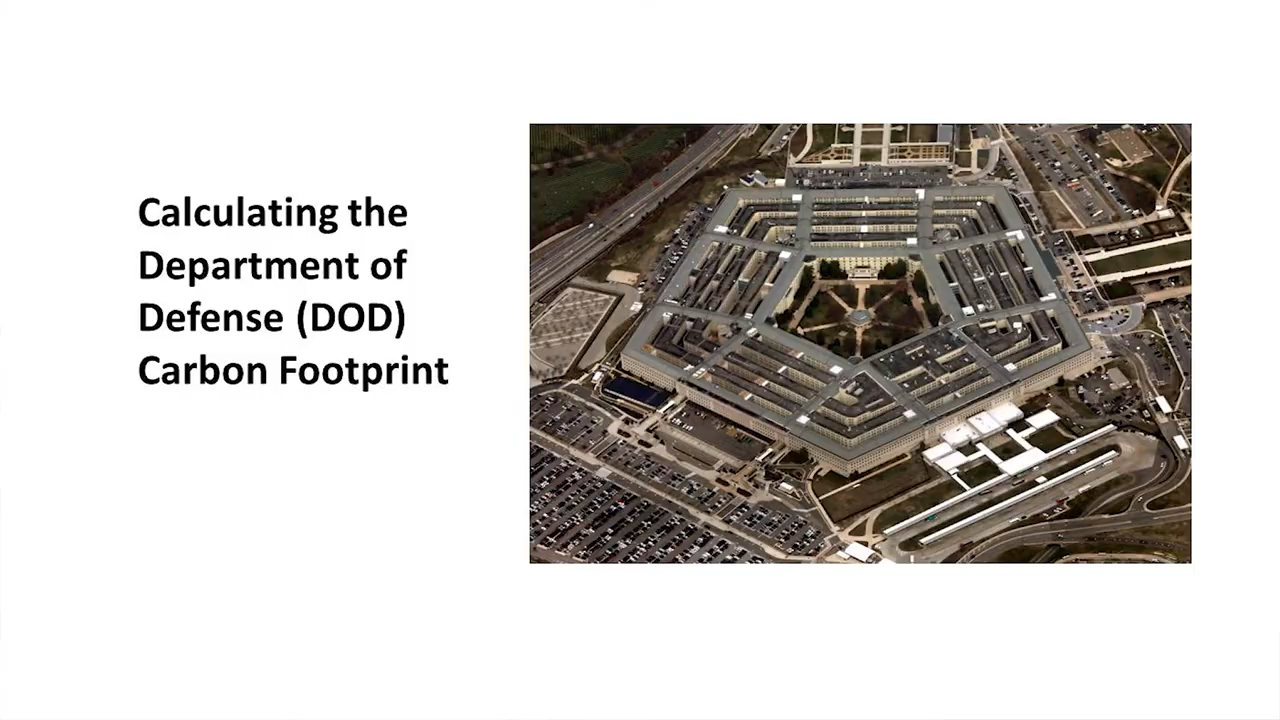 Calculating the
Department of
Defense (DOD)
Carbon Footprint